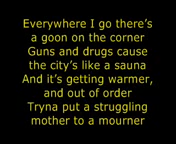 Everywhere I go there's
a goon on the corner
Guns and drugs cause
the city's like a sauna
And it's getting warmer,
and out of order
Tryna put a struggling
mother to a mourner